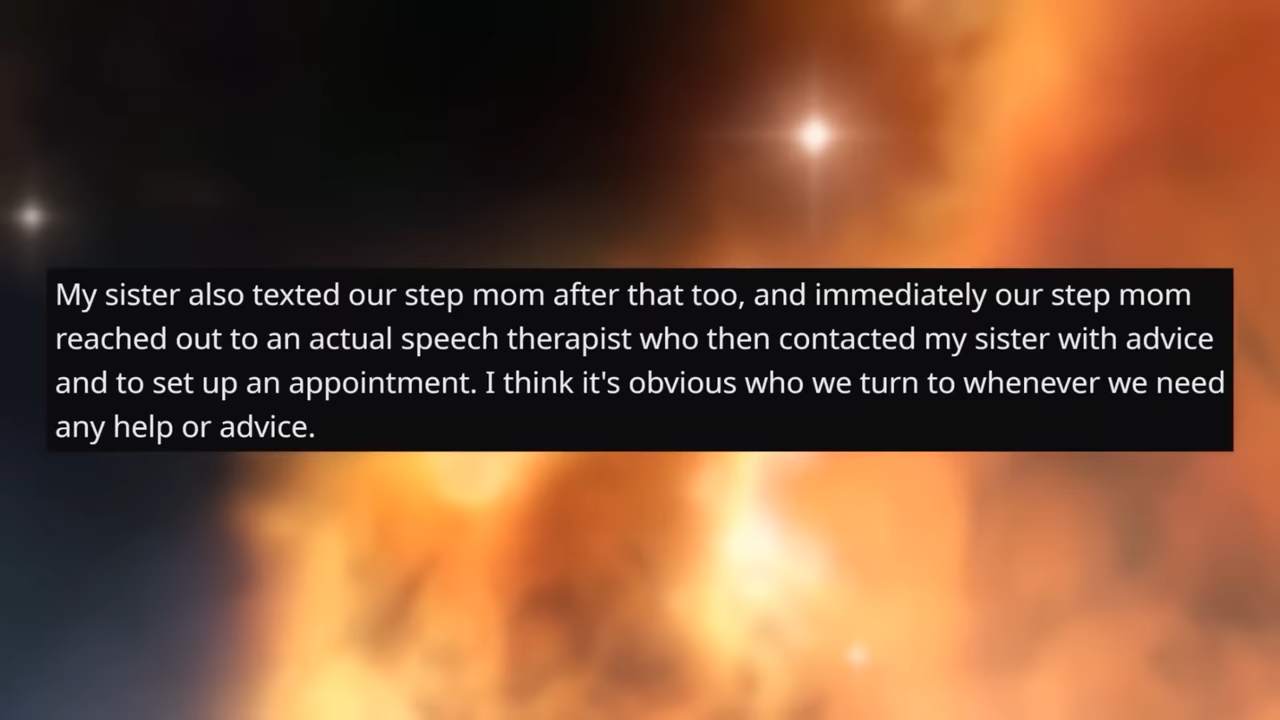 My sister also texted our step mom after that too, and immediately our step mom
reached out to an actual speech therapist who then contacted my sister with advice
and to set up an appointment. I think it's obvious who we turn to whenever we need
any help or advice.